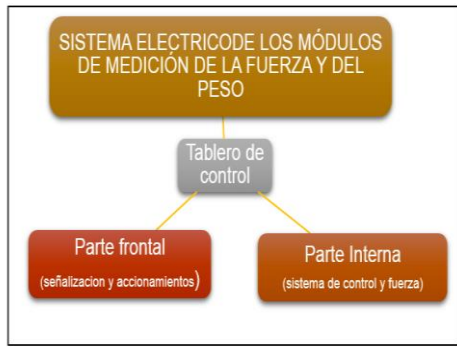 SISTEMA ELECTRICODE LOS MÓDULOS
DE MEDICIÓN DE LA FUERZA Y DEL
PESO
Tablero de
control
Parte frontal
(señalizacion y accionamientos)
Parte Interna
(sistema de control y fuerza)